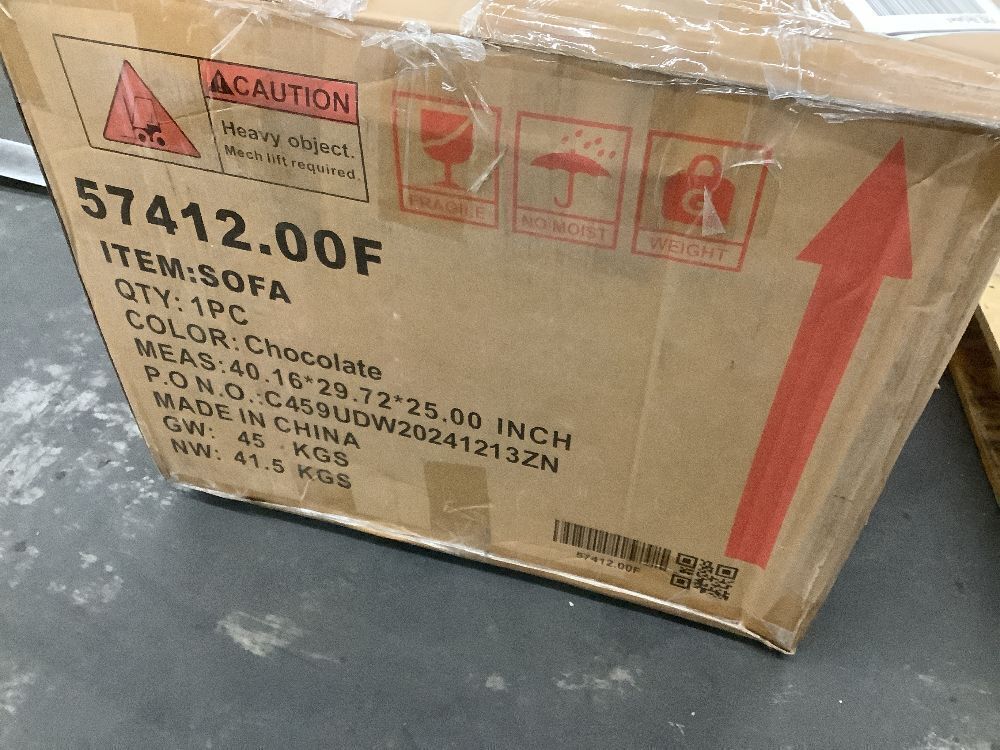 CAUTION
Heavy object.
Mech lift required.
FRAGILE
NO MOIST
WEIGHT
57412.00F
ITEM:SOFA
QTY: 1PC
COLOR: Chocolate
MEAS:40.16*29.72*25.00 INCH
P.O N.O.:C459UDW20241213ZN
MADE IN CHINA
GW: 45 KGS
NW: 41.5 KGS
57412.00F